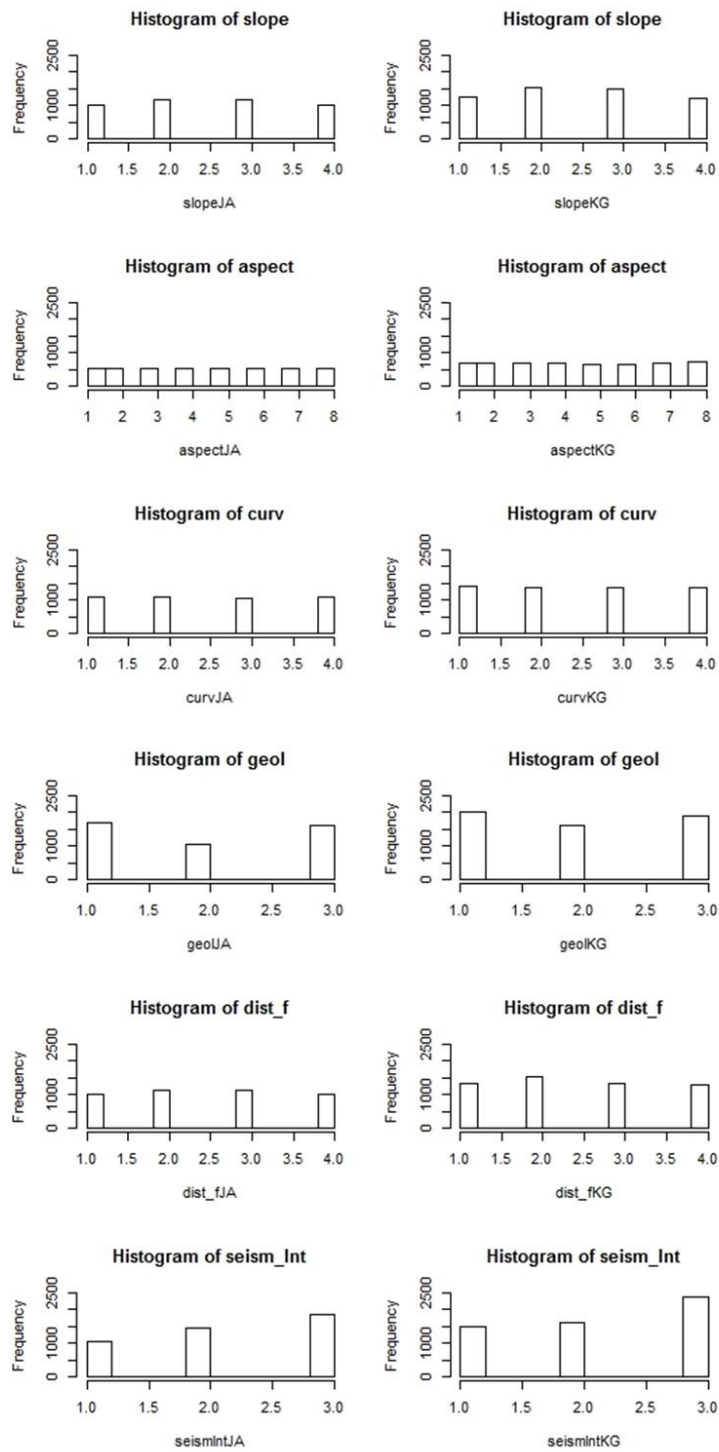 Histogram of slope
Frequency
0 1000 2500
1.0 1.5 2.0 2.5 3.0 3.5 4.0
slopeJA
Histogram of slope
Frequency
0 1000 2500
1.0 1.5 2.0 2.5 3.0 3.5 4.0
slopeKG
Histogram of aspect
Frequency
0 1000 2500
1 2 3 4 5 6 7 8
aspectJA
Histogram of aspect
Frequency
0 1000 2500
1 2 3 4 5 6 7 8
aspectKG
Histogram of curv
Frequency
0 1000 2500
1.0 1.5 2.0 2.5 3.0 3.5 4.0
curvJA
Histogram of curv
Frequency
0 1000 2500
1.0 1.5 2.0 2.5 3.0 3.5 4.0
curvKG
Histogram of geol
Frequency
0 1000 2500
1.0 1.5 2.0 2.5 3.0
geolJA
Histogram of geol
Frequency
0 1000 2500
1.0 1.5 2.0 2.5 3.0
geolKG
Histogram of dist_f
Frequency
0 1000 2500
1.0 1.5 2.0 2.5 3.0 3.5 4.0
dist_fJA
Histogram of dist_f
Frequency
0 1000 2500
1.0 1.5 2.0 2.5 3.0 3.5 4.0
dist_fKG
Histogram of seism_Int
Frequency
0 1000 2500
1.0 1.5 2.0 2.5 3.0
seismIntJA
Histogram of seism_Int
Frequency
0 1000 2500
1.0 1.5 2.0 2.5 3.0
seismIntKG